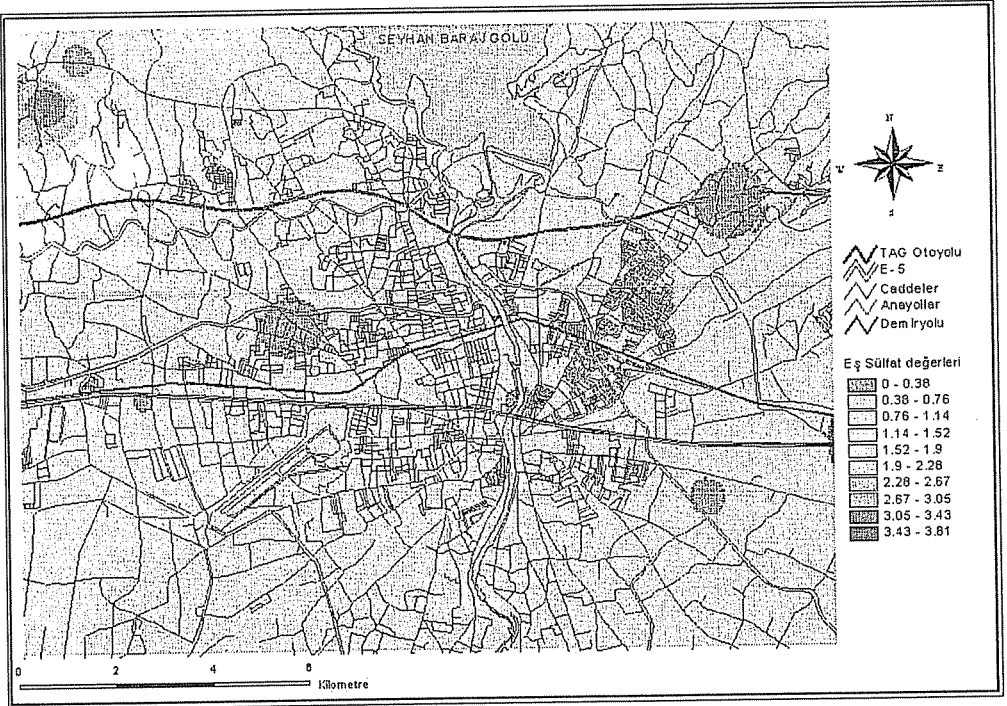 SEYHAN BARAJ GÖLÜ
N
E
S
TAG Otoyolu
E-5
Caddeler
Anayollar
Demiryolu
Eş Sülfat değerleri
0 - 0.38
0.38 - 0.76
0.76 - 1.14
1.14 - 1.52
1.52 - 1.9
1.9 - 2.28
2.28 - 2.67
2.67 - 3.05
3.05 - 3.43
3.43 - 3.81
0 2 4 6
Kilometre